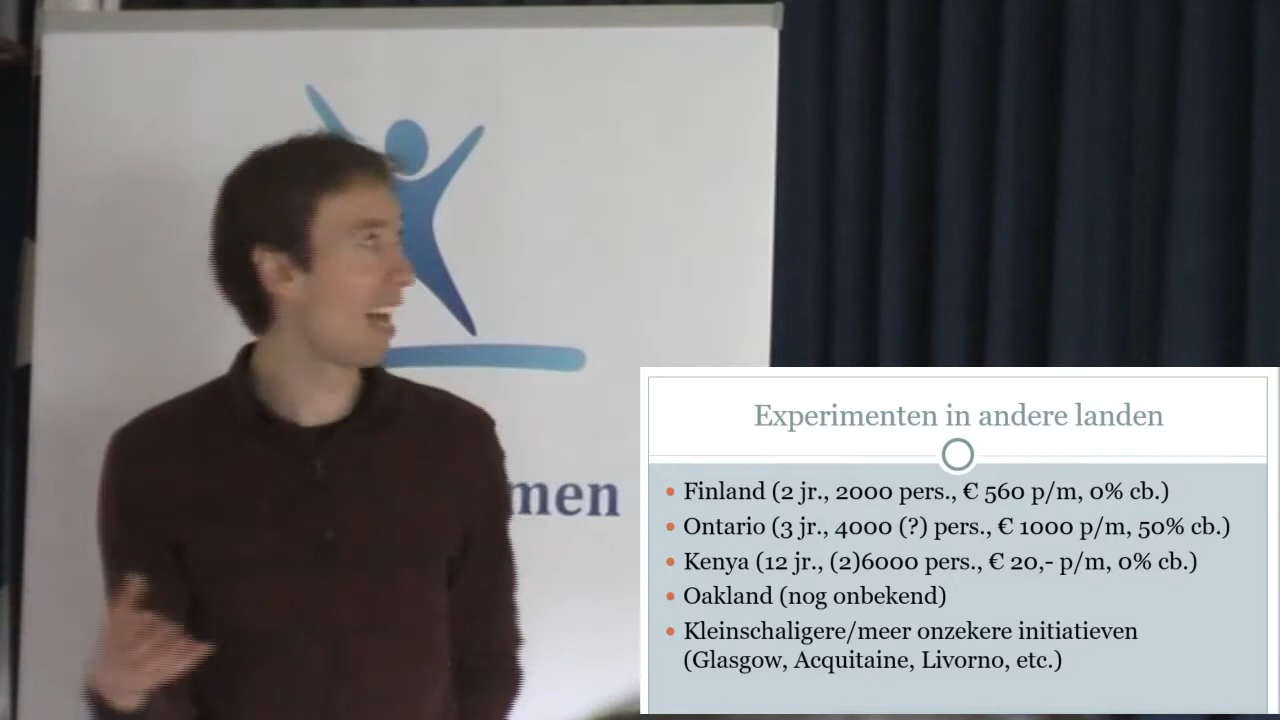 men
Experimenten in andere landen
• Finland (2 jr., 2000 pers., € 560 p/m, 0% cb.)
• Ontario (3 jr., 4000 (?) pers., € 1000 p/m, 50% cb.)
• Kenya (12 jr., (2)6000 pers., € 20,- p/m, 0% cb.)
• Oakland (nog onbekend)
• Kleinschaligere/meer onzekere initiatieven
(Glasgow, Acquitaine, Livorno, etc.)